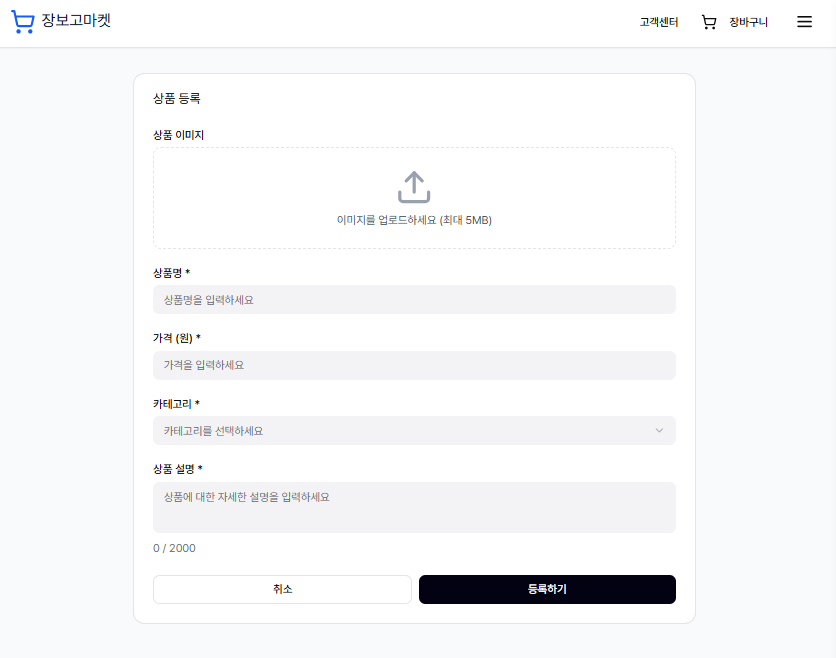 장보고마켓
고객센터 장바구니
상품 등록
상품 이미지
이미지를 업로드하세요 (최대 5MB)
상품명 *
상품명을 입력하세요
가격 (원) *
가격을 입력하세요
카테고리 *
카테고리를 선택하세요
상품 설명 *
상품에 대한 자세한 설명을 입력하세요
0 / 2000
취소 등록하기